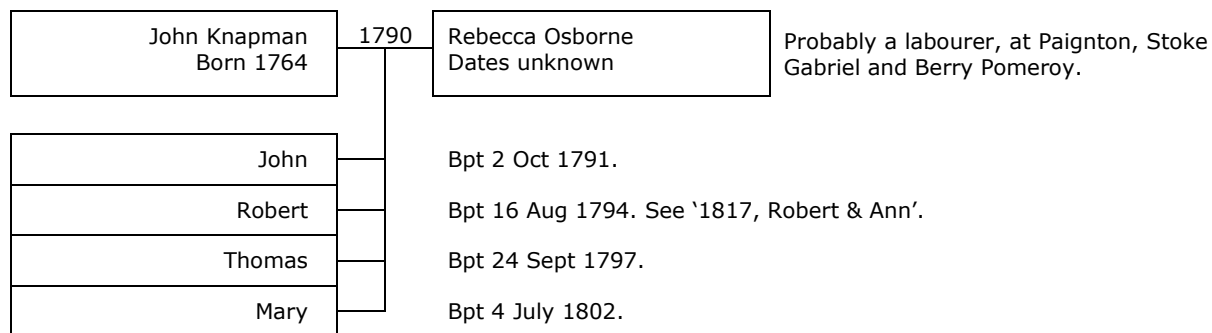 John Knapman
Born 1764
1790
Rebecca Osborne
Dates unknown
Probably a labourer, at Paignton, Stoke
Gabriel and Berry Pomeroy.
John
Bpt 2 Oct 1791.
Robert
Bpt 16 Aug 1794. See ‘1817, Robert & Ann’.
Thomas
Bpt 24 Sept 1797.
Mary
Bpt 4 July 1802.